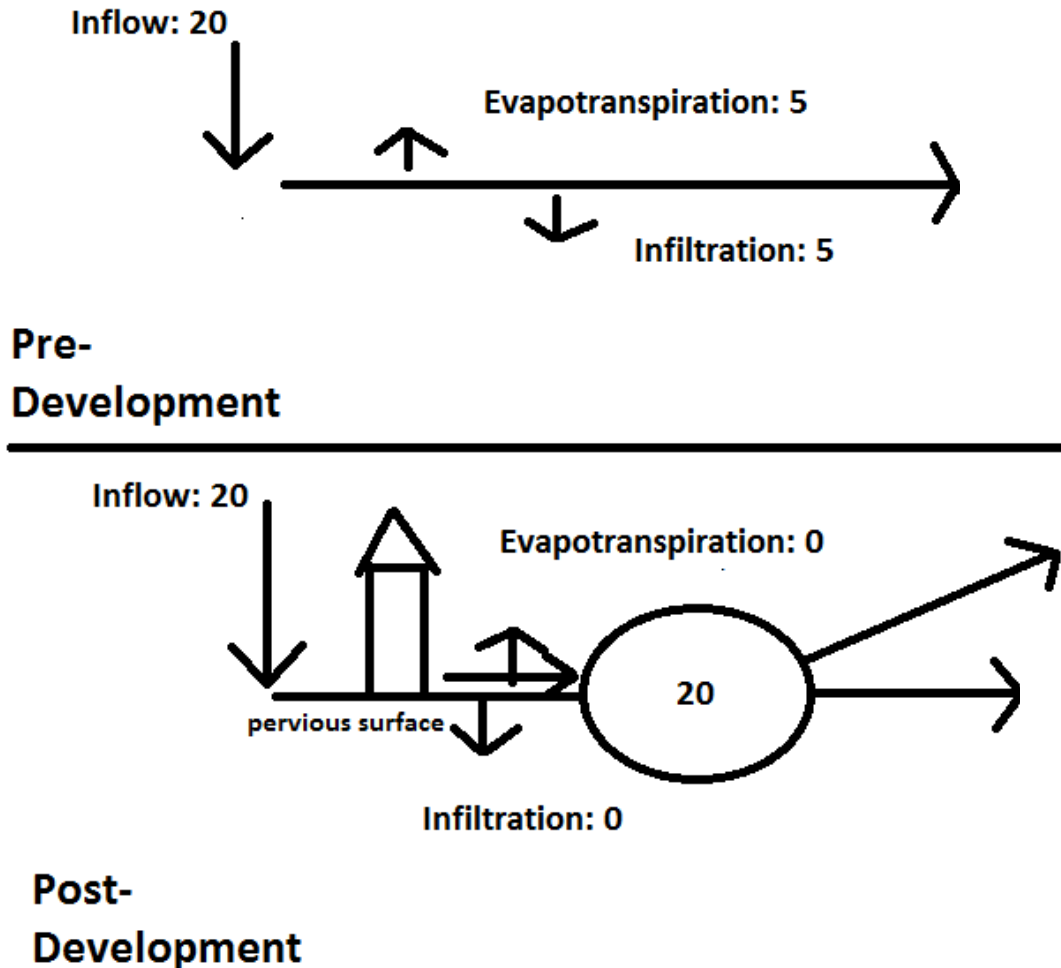 Inflow: 20
Evapotranspiration: 5
Infiltration: 5
Pre-
Development
Inflow: 20
Evapotranspiration: 0
20
pervious surface
Infiltration: 0
Post-
Development